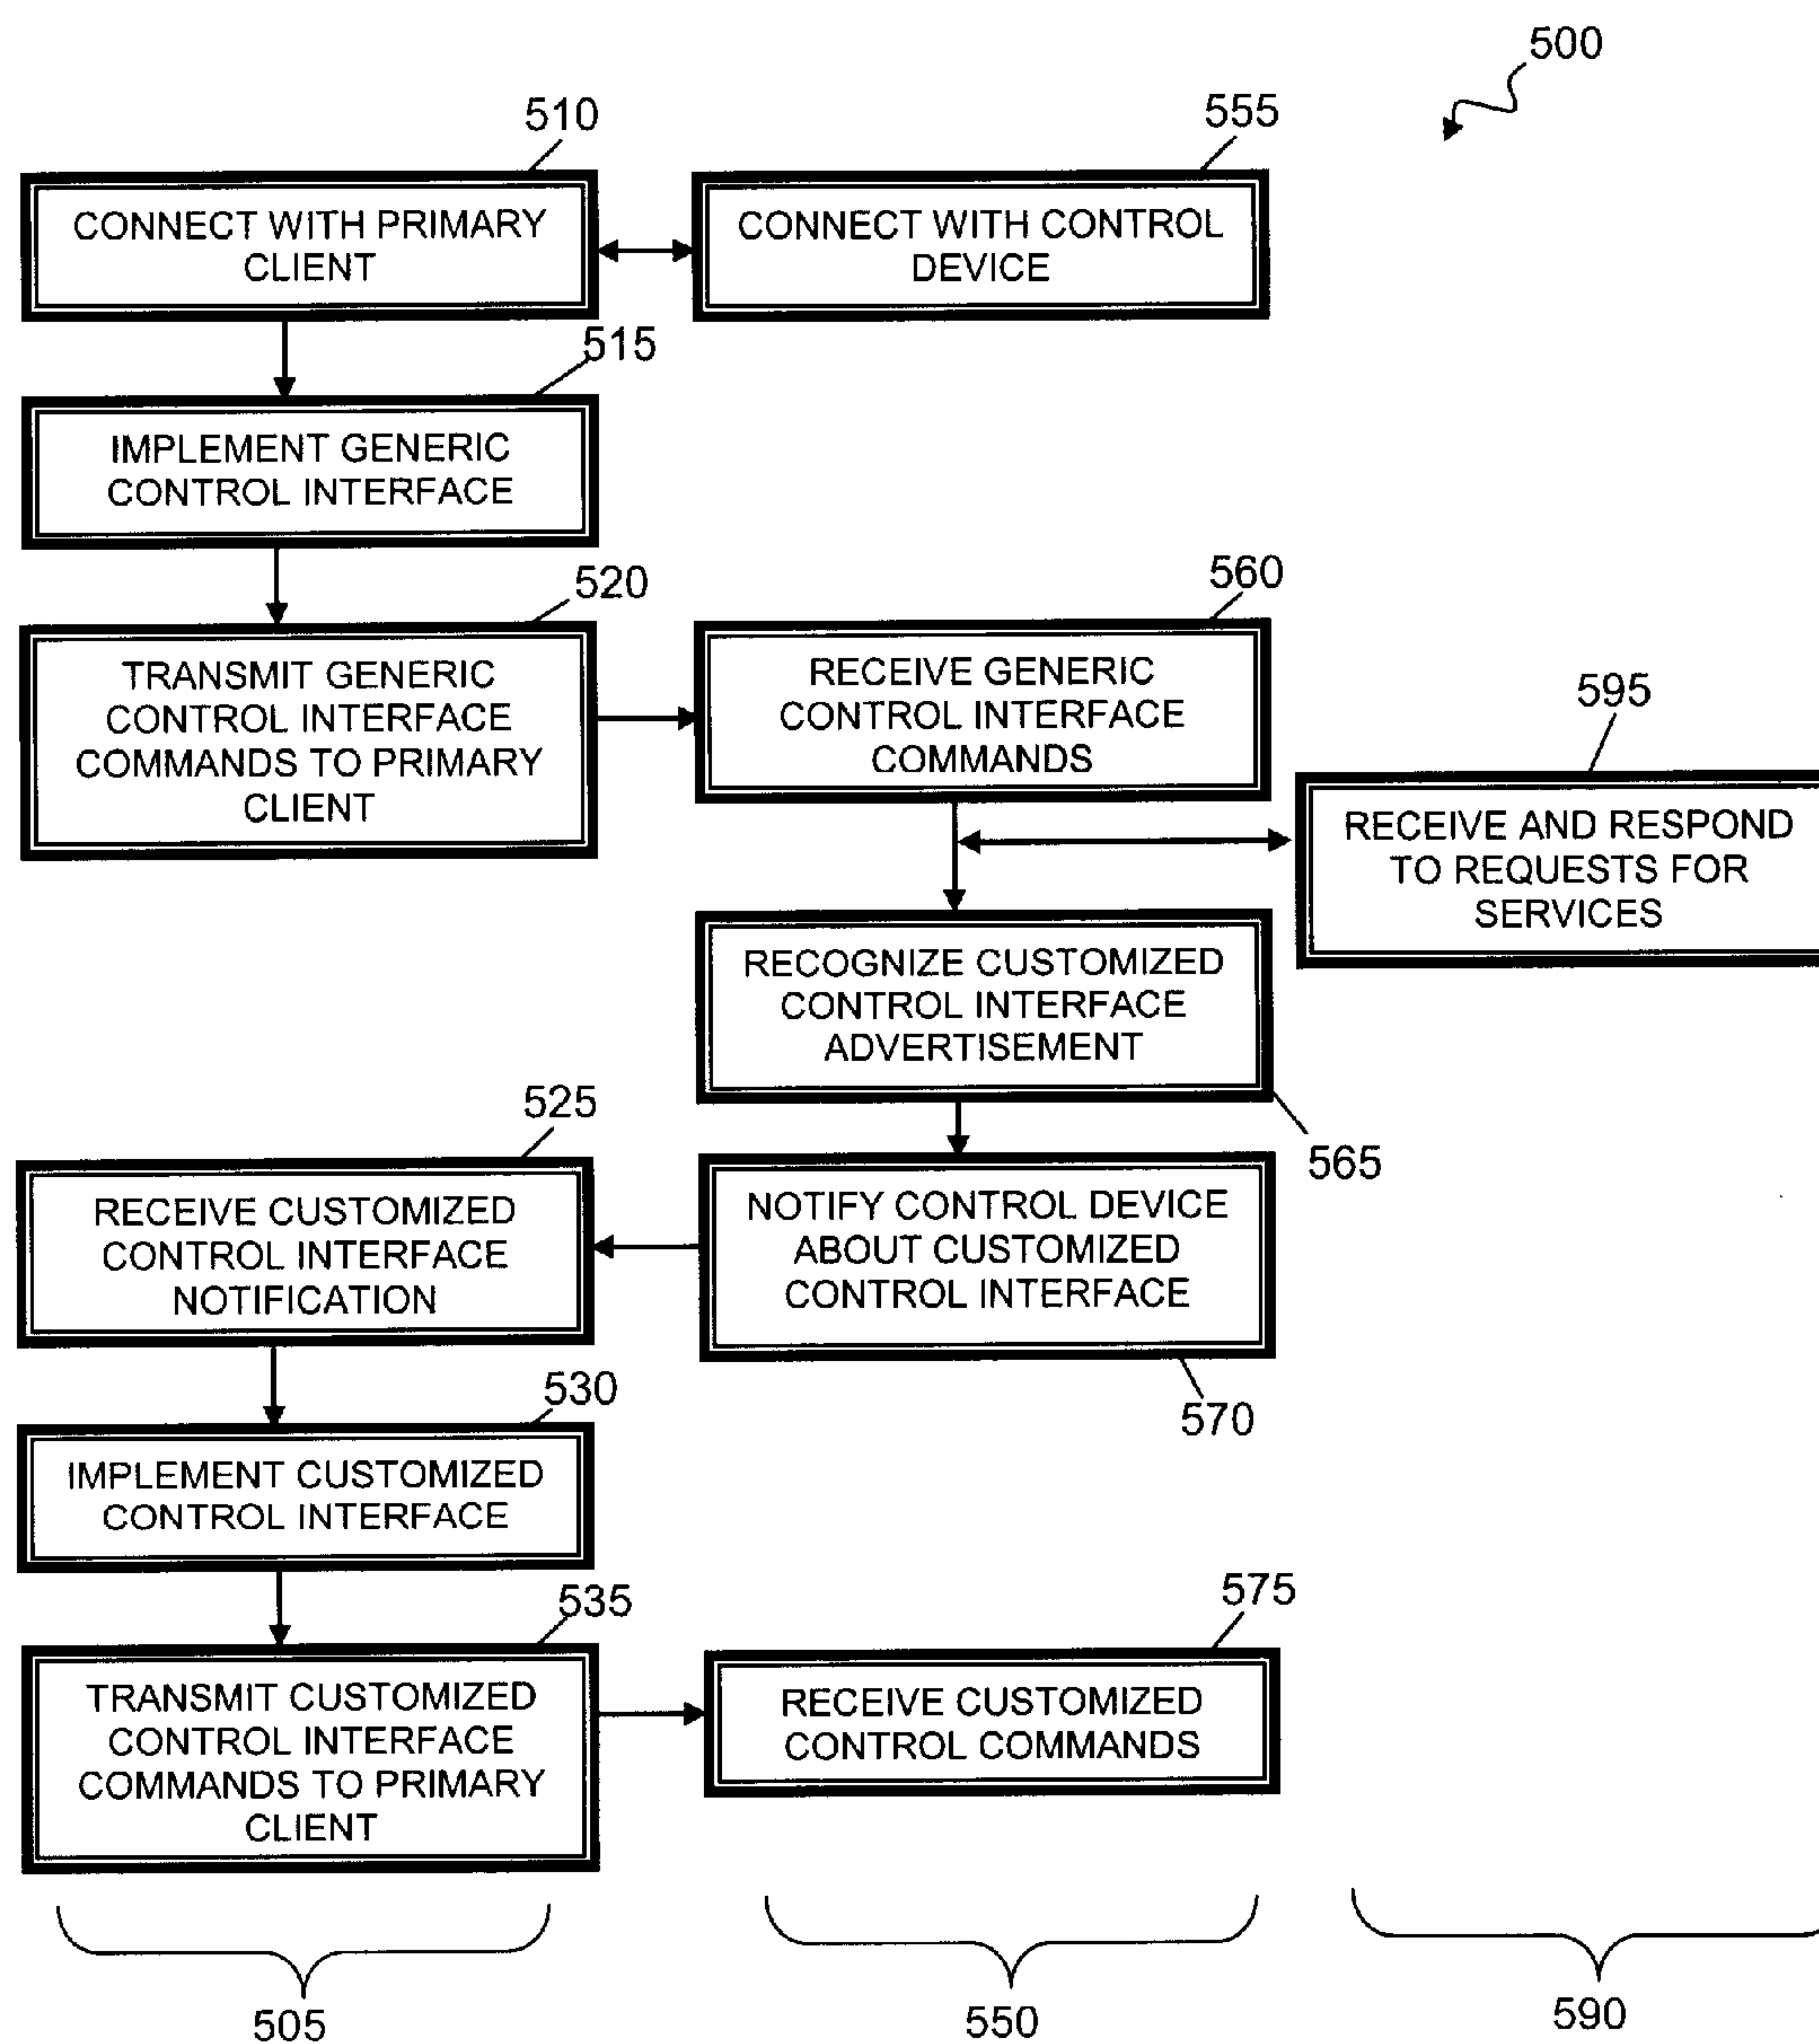 500
510
555
CONNECT WITH PRIMARY
CLIENT
CONNECT WITH CONTROL
DEVICE
515
IMPLEMENT GENERIC
CONTROL INTERFACE
520
560
TRANSMIT GENERIC
CONTROL INTERFACE
COMMANDS TO PRIMARY
CLIENT
RECEIVE GENERIC
CONTROL INTERFACE
COMMANDS
595
RECEIVE AND RESPOND
TO REQUESTS FOR
SERVICES
RECOGNIZE CUSTOMIZED
CONTROL INTERFACE
ADVERTISEMENT
565
525
RECEIVE CUSTOMIZED
CONTROL INTERFACE
NOTIFICATION
NOTIFY CONTROL DEVICE
ABOUT CUSTOMIZED
CONTROL INTERFACE
570
530
IMPLEMENT CUSTOMIZED
CONTROL INTERFACE
535
575
TRANSMIT CUSTOMIZED
CONTROL INTERFACE
COMMANDS TO PRIMARY
CLIENT
RECEIVE CUSTOMIZED
CONTROL COMMANDS
505
550
590